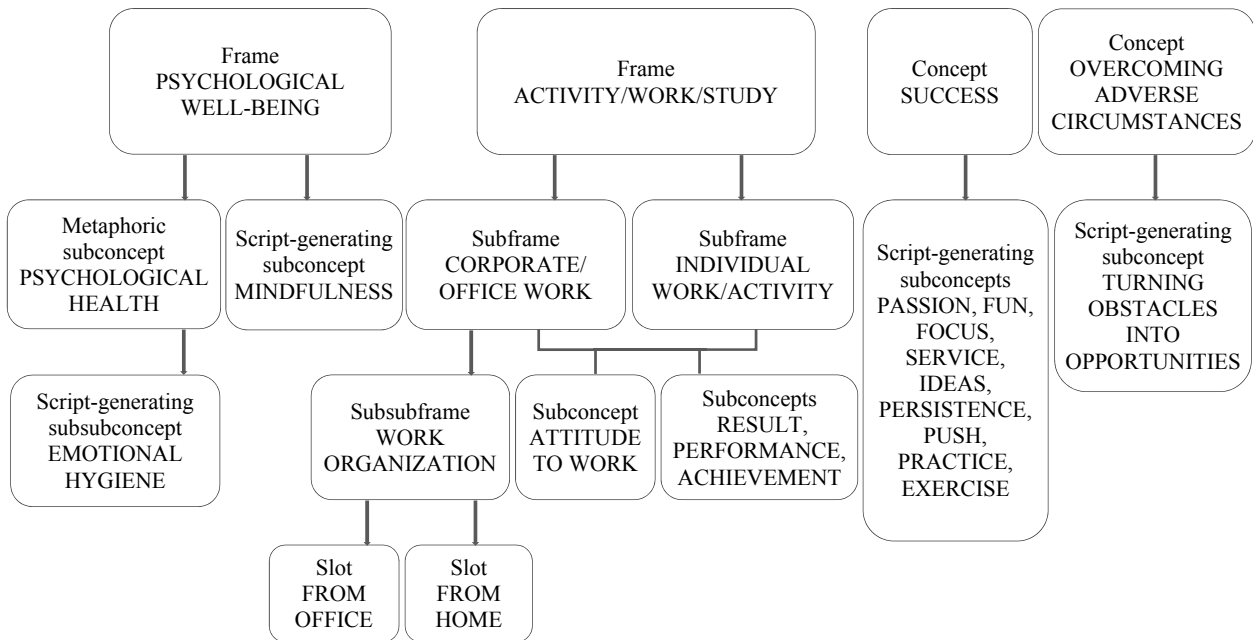 Frame
PSYCHOLOGICAL
WELL-BEING
Frame
ACTIVITY/WORK/STUDY
Concept
SUCCESS
Concept
OVERCOMING
ADVERSE
CIRCUMSTANCES
Metaphoric
subconcept
PSYCHOLOGICAL
HEALTH
Script-generating
subconcept
MINDFULNESS
Subframe
CORPORATE/
OFFICE WORK
Subframe
INDIVIDUAL
WORK/ACTIVITY
Script-generating
subconcepts
PASSION, FUN,
FOCUS,
SERVICE,
IDEAS,
PERSISTENCE,
PUSH,
PRACTICE,
EXERCISE
Script-generating
subconcept
TURNING
OBSTACLES
INTO
OPPORTUNITIES
Script-generating
subsubconcept
EMOTIONAL
HYGIENE
Subsubframe
WORK
ORGANIZATION
Subconcept
ATTITUDE
TO WORK
Subconcepts
RESULT,
PERFORMANCE,
ACHIEVEMENT
Slot
FROM
OFFICE
Slot
FROM
HOME